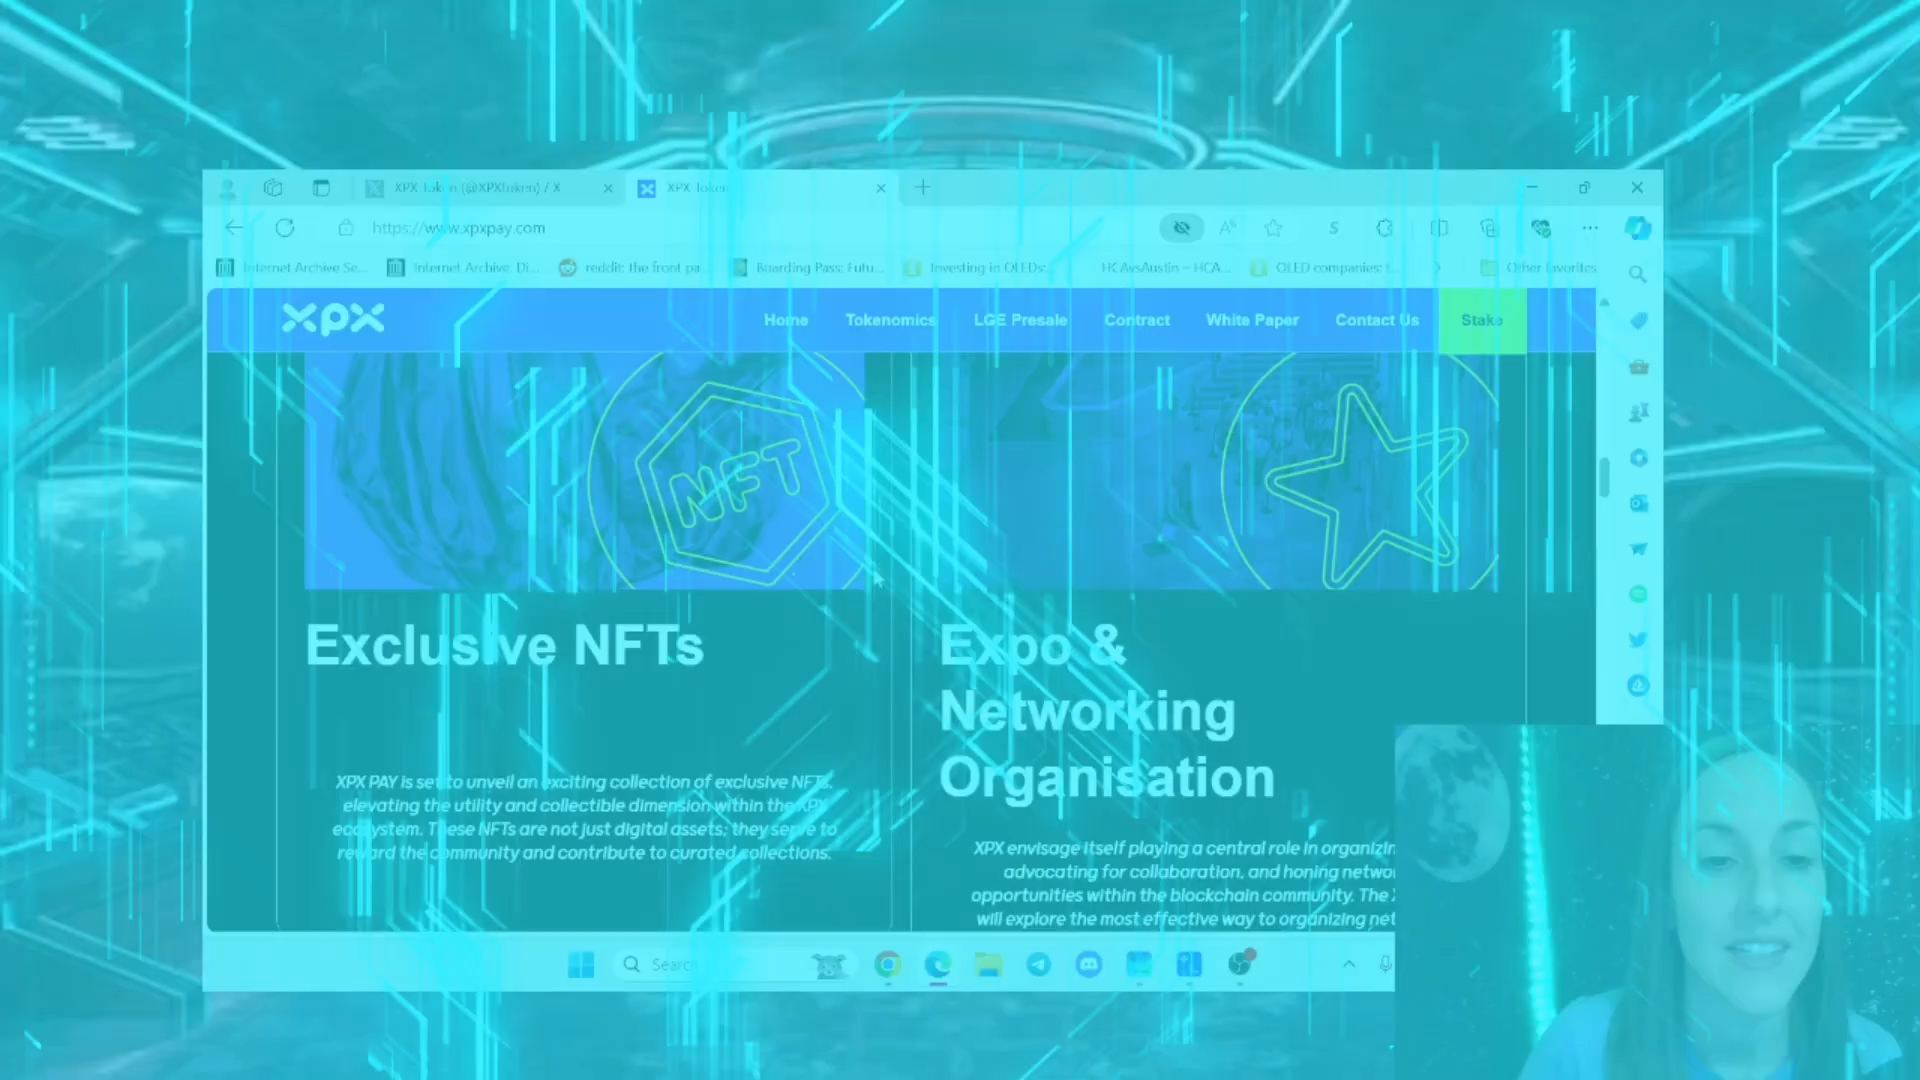 XPX Token (@XPXtoken) / X
XPX Token
https://www.xpxpay.com
Internet Archive Se...
Internet Archive: Di...
reddit: the front pa...
Boarding Pass: Futu...
Investing in OLEDs:
HCAvsAustin – HCA...
OLED companies: t...
Other favorites
xpx
Home
Tokenomics
LGE Presale
Contract
White Paper
Contact Us
Stake
NFT
Exclusive NFTs
XPX PAY is set to unveil an exciting collection of exclusive NFTs,
elevating the utility and collectible dimension within the XPX
ecosystem. These NFTs are not just digital assets; they serve to
reward the community and contribute to curated collections.
Expo &
Networking
Organisation
XPX envisage itself playing a central role in organizin
advocating for collaboration, and honing netwo
opportunities within the blockchain community. The
will explore the most effective way to organizing net
Search